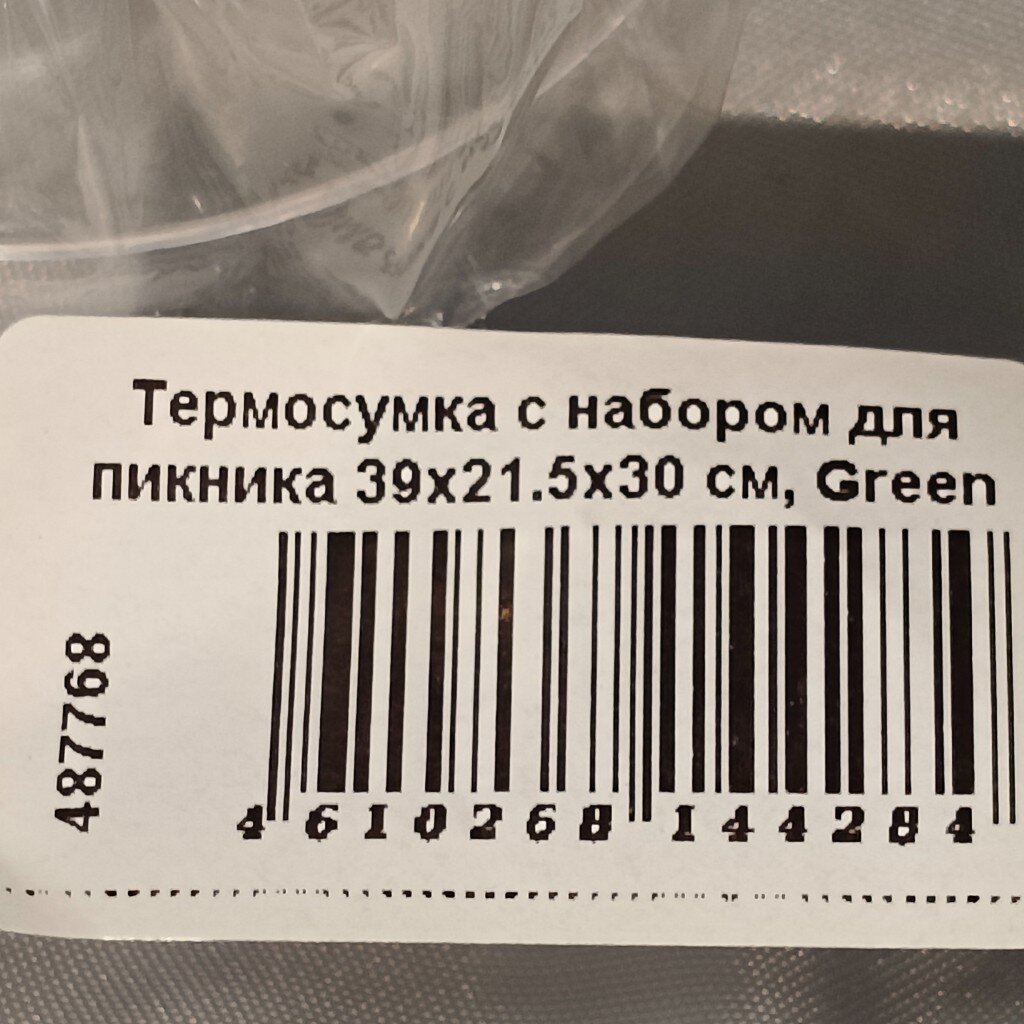 Термосумка с набором для
пикника 39x21.5x30 см, Green
487768
4 610268 144284